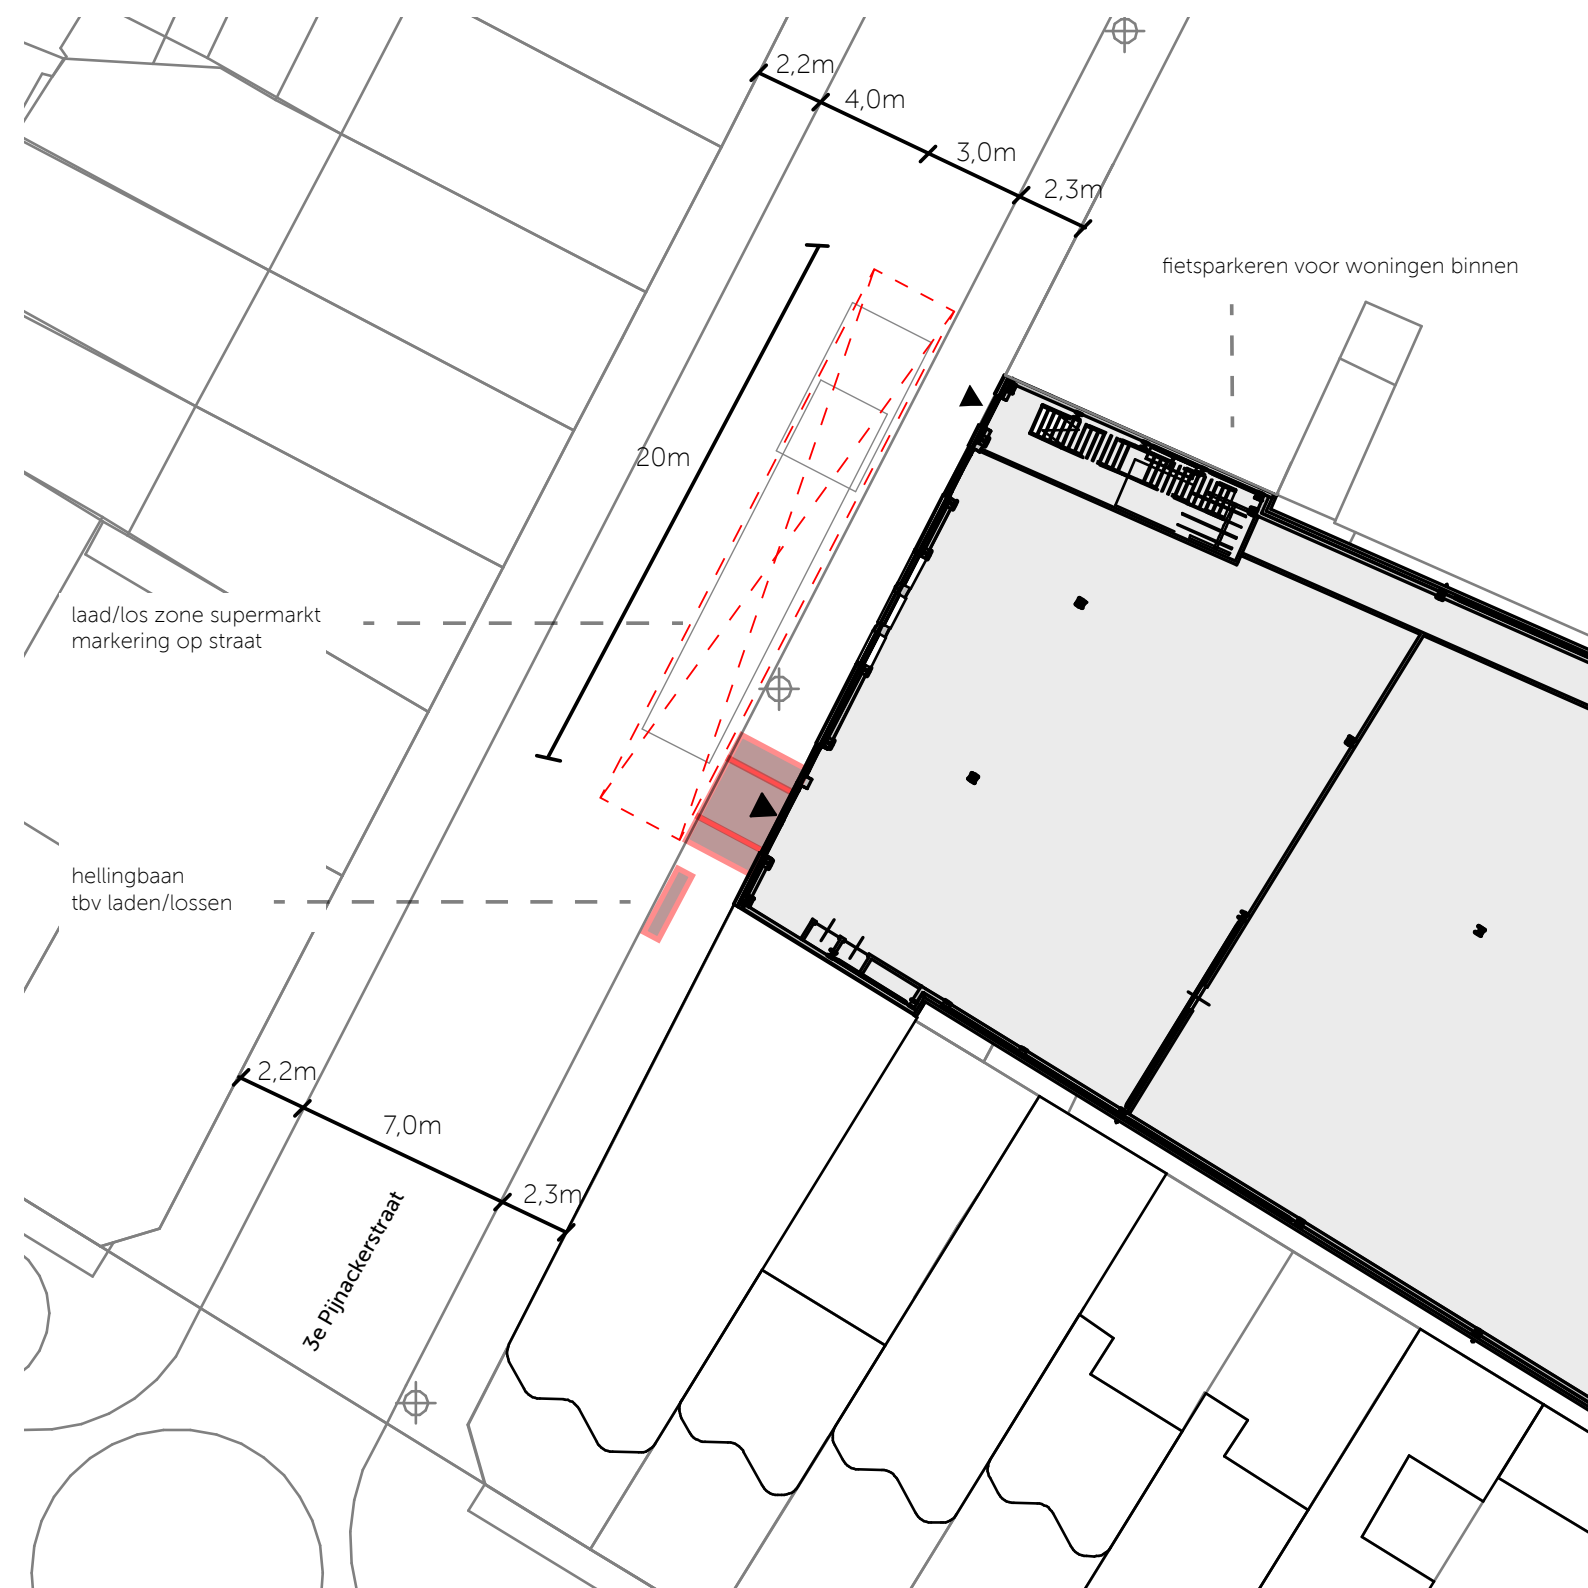 2,2m
4,0m
3,0m
2,3m
fietsparkeren voor woningen binnen
20m
laad/los zone supermarkt
markering op straat
hellingbaan
tbv laden/lossen
2,2m
7,0m
2,3m
3e Pijnackerstraat